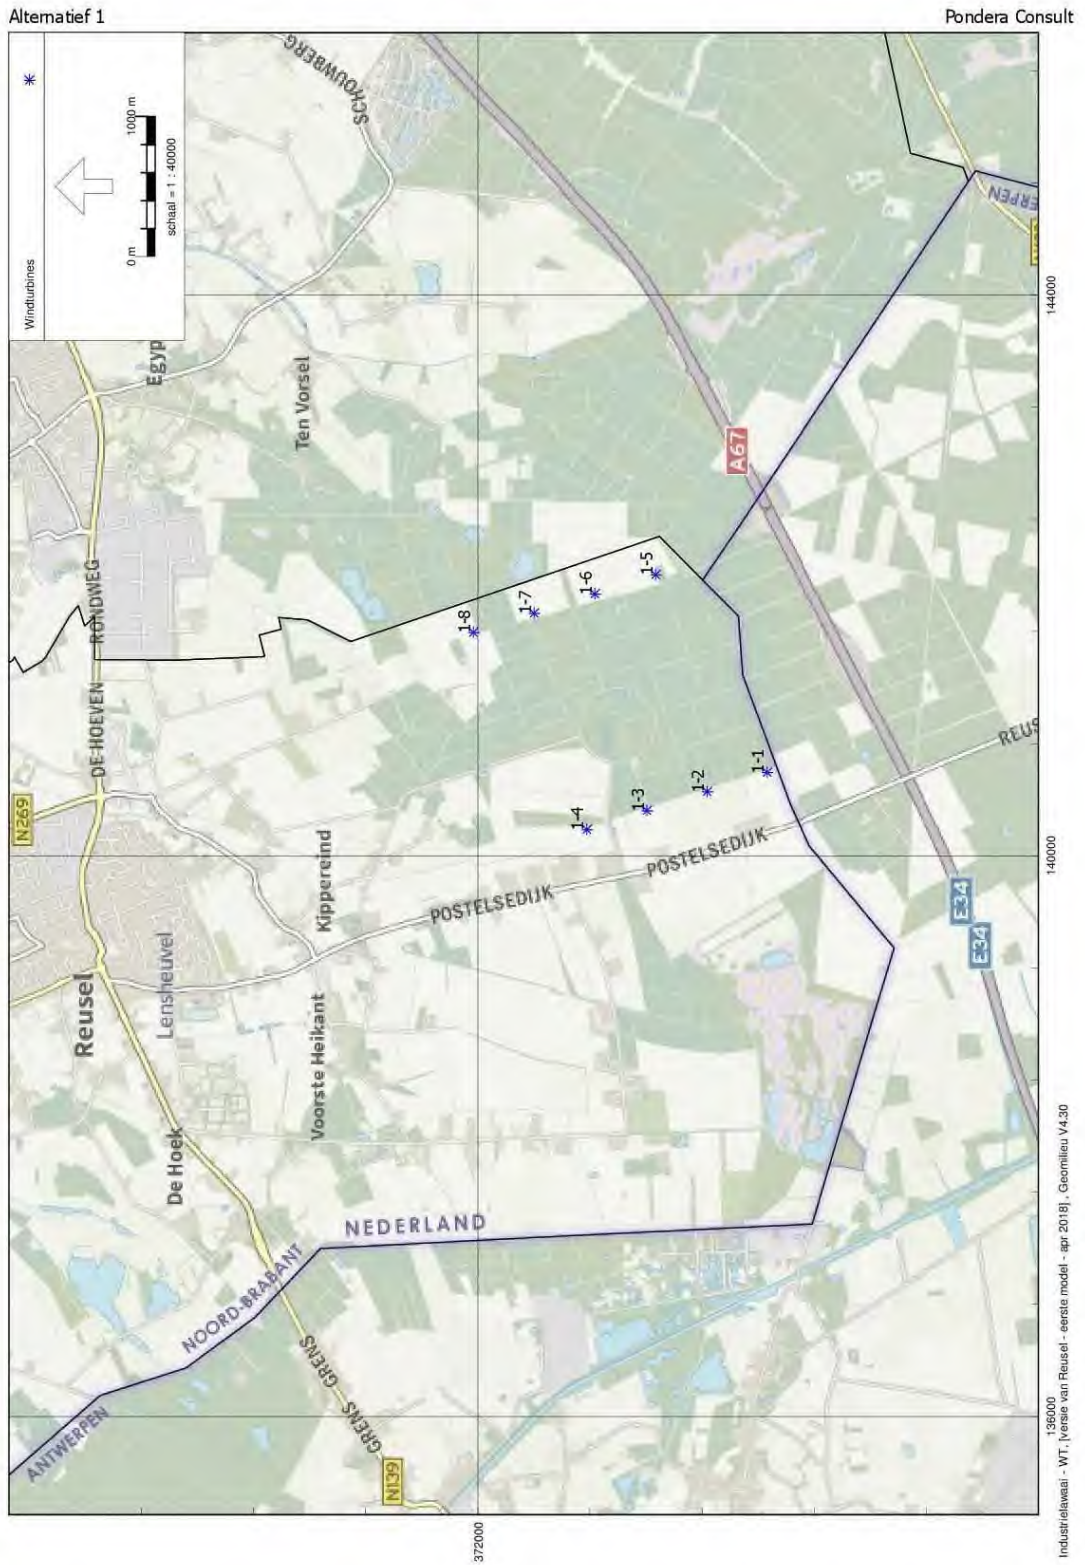 Alternatief 1
Pondera Consult
Windturbines
0 m
1000 m
schaal = 1 : 40000
SCHOUWBERG
Egyp
Ten Vorsel
RONDWEG
DE HOEVEN
N269
Reusel
Lensheuvel
Kippereind
Voorste Heikant
De Hoek
POSTELSEDIJK
POSTELSEDIJK
A67
E34
E34
REUS
ERPEN
1-8
1-7
1-6
1-5
1-4
1-3
1-2
1-1
NEDERLAND
NOORD-BRABANT
ANTWERPEN
GRENS
GRENS
N139
144000
140000
136000
372000
Industrielawaai - WT, [versie van Reusel - eerste model - apr 2018] , Geomilieu V4.30